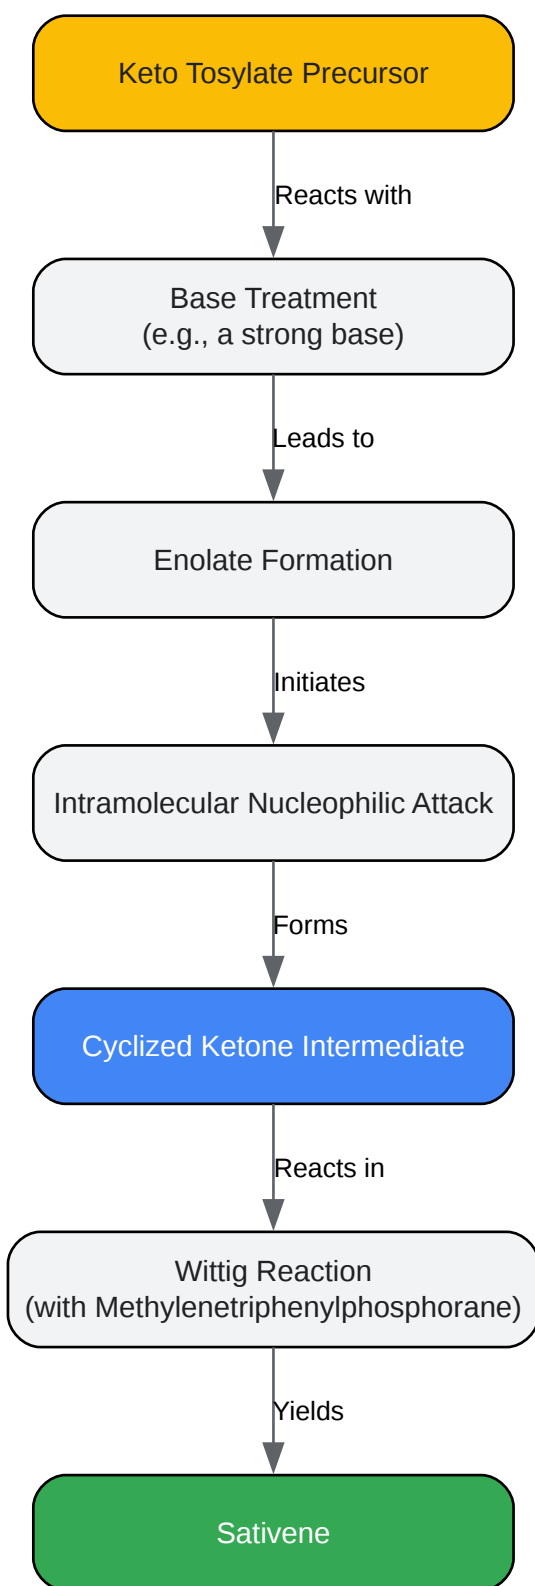 Keto Tosylate Precursor
Reacts with
Base Treatment
(e.g., a strong base)
Leads to
Enolate Formation
Initiates
Intramolecular Nucleophilic Attack
Forms
Cyclized Ketone Intermediate
Reacts in
Wittig Reaction
(with Methylenetriphenylphosphorane)
Yields
Sativene